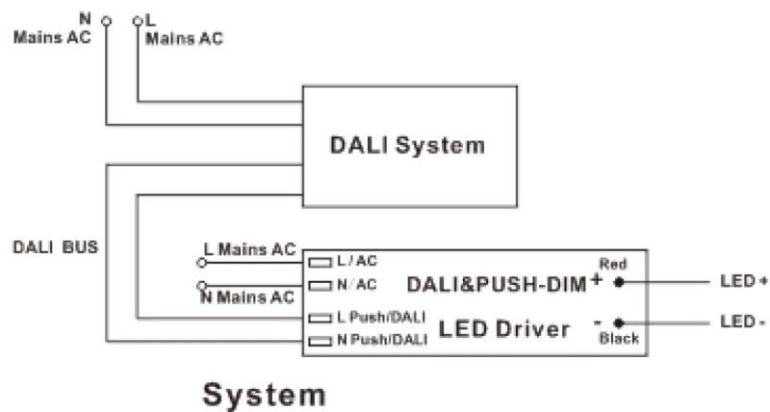 N
L
Mains AC
Mains AC
DALI System
DALI BUS
L Mains AC
L / AC
Red
N/AC
DALI&PUSH-DIM
+
LED +
N Mains AC
L Push/DALI
LED Driver
-
LED -
N Push/DALI
Black
System